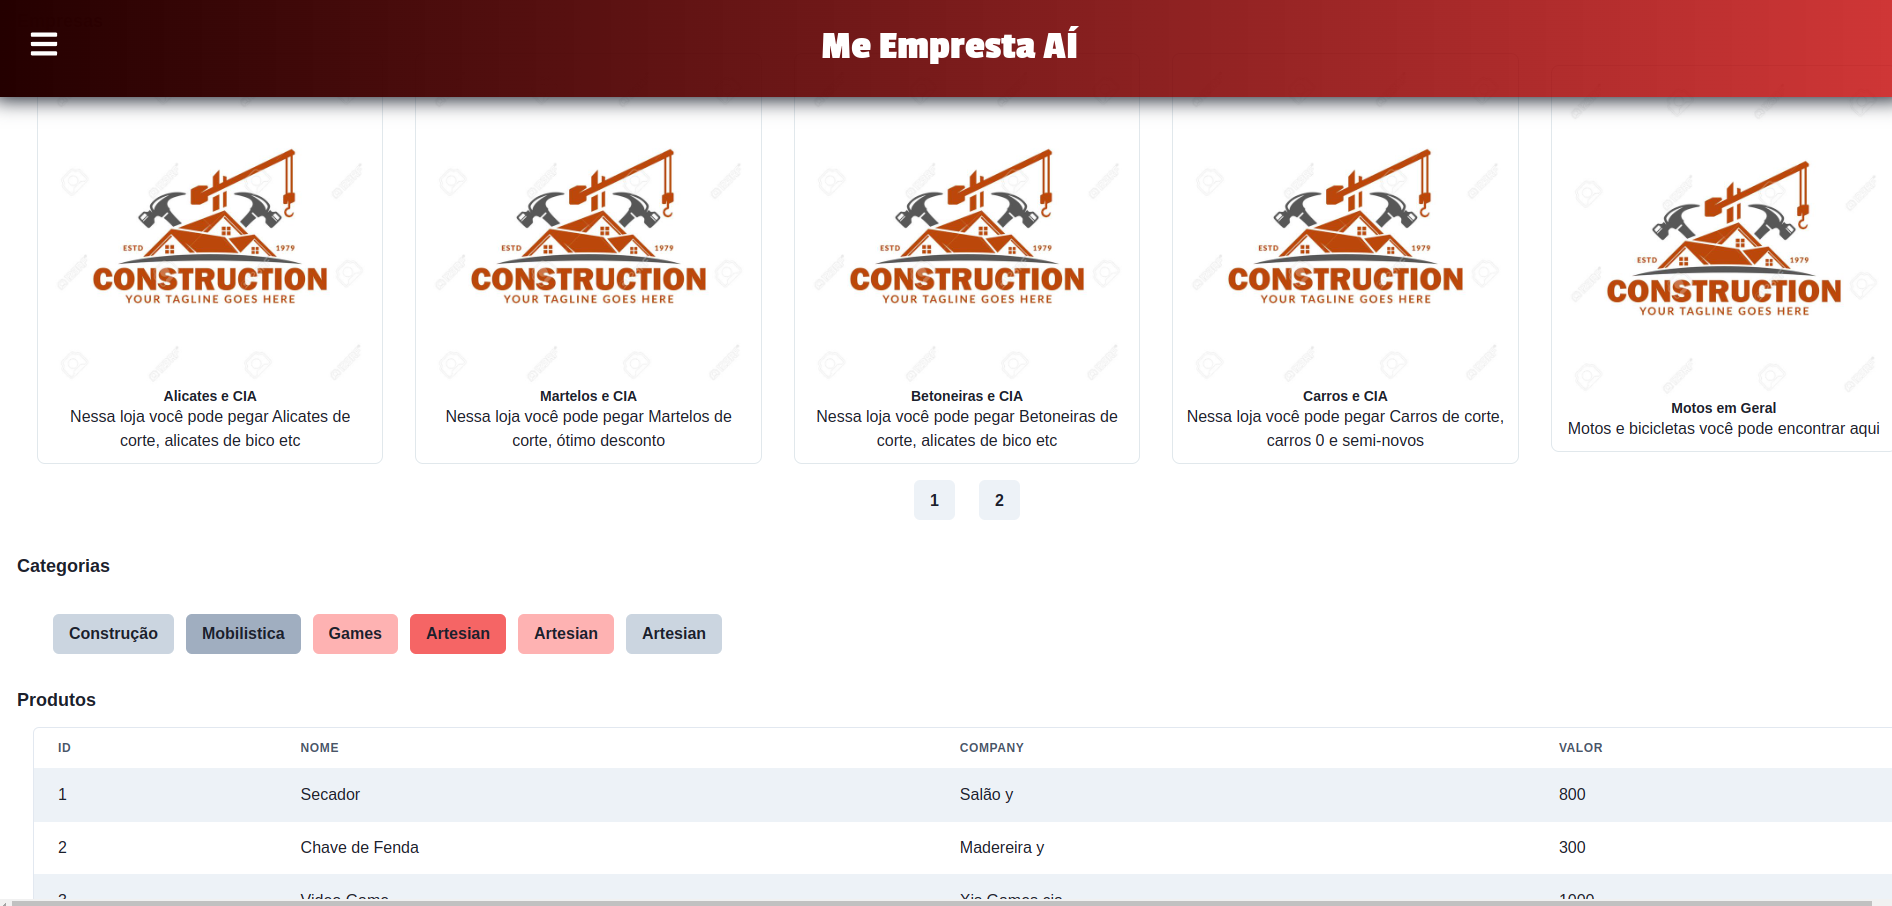 Me Empresta AÍ
ESTD 1979
CONSTRUCTION
YOUR TAGLINE GOES HERE
Alicates e CIA
Nessa loja você pode pegar Alicates de
corte, alicates de bico etc
ESTD 1979
CONSTRUCTION
YOUR TAGLINE GOES HERE
Martelos e CIA
Nessa loja você pode pegar Martelos de
corte, ótimo desconto
ESTD 1979
CONSTRUCTION
YOUR TAGLINE GOES HERE
Betoneiras e CIA
Nessa loja você pode pegar Betoneiras de
corte, alicates de bico etc
ESTD 1979
CONSTRUCTION
YOUR TAGLINE GOES HERE
Carros e CIA
Nessa loja você pode pegar Carros de corte,
carros 0 e semi-novos
ESTD 1979
CONSTRUCTION
YOUR TAGLINE GOES HERE
Motos em Geral
Motos e bicicletas você pode encontrar aqui
1 2
Categorias
Construção Mobilistica Games Artesian Artesian Artesian
Produtos
ID NOME COMPANY VALOR
1 Secador Salão y 800
2 Chave de Fenda Madereira y 300